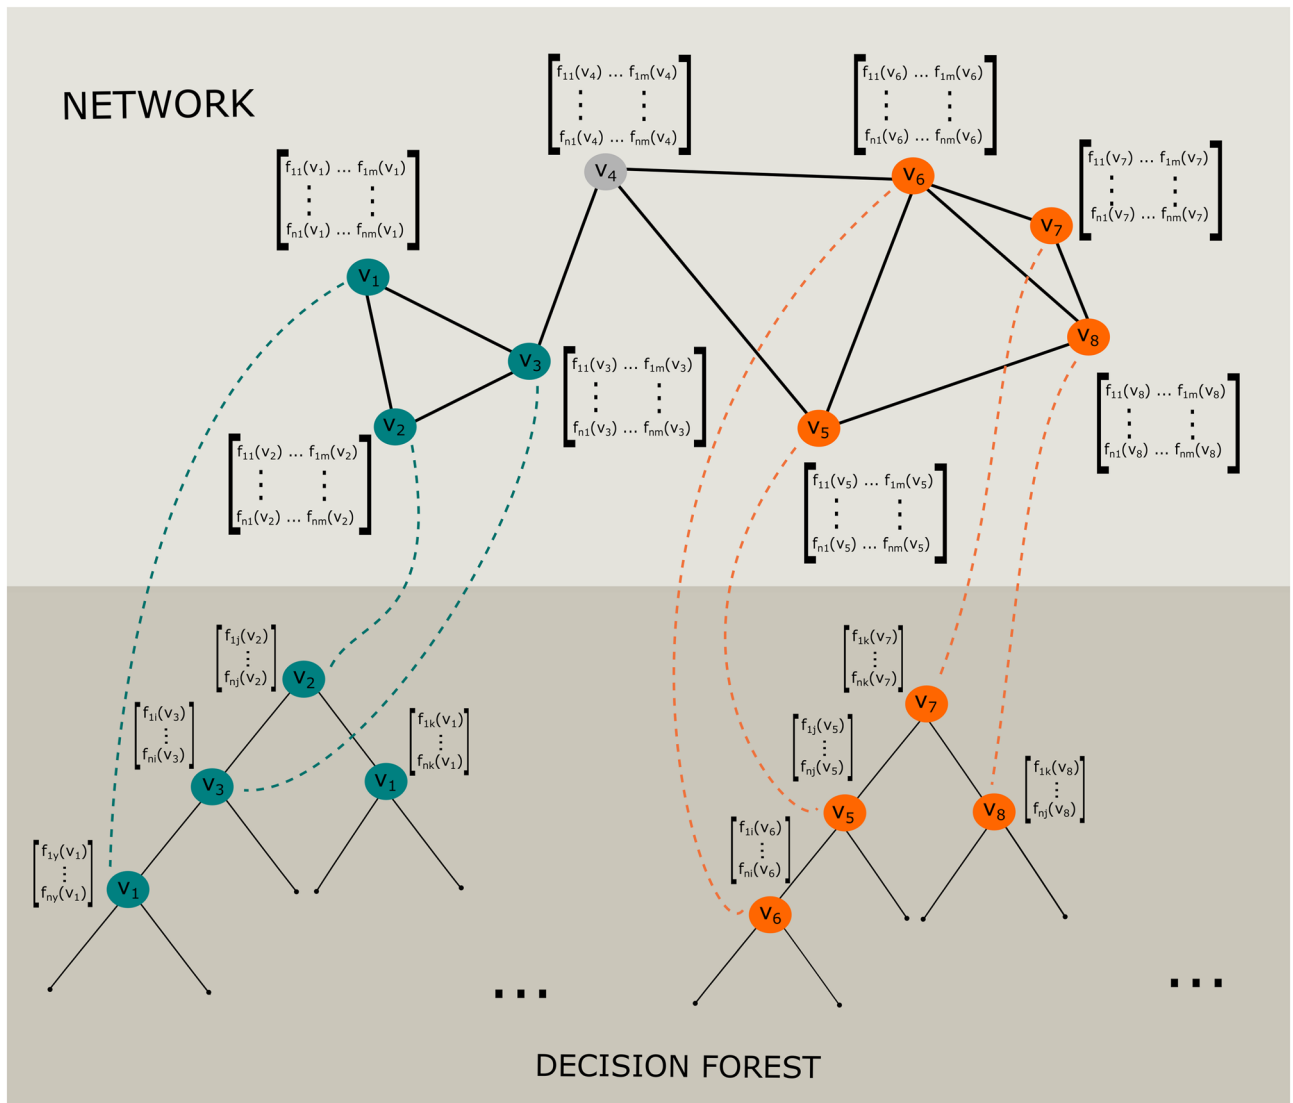 NETWORK
f11(v4) ... f1m(v4)
fn1(v4) ... fnm(v4)
v4
f11(v6) ... f1m(v6)
fn1(v6) ... fnm(v6)
v6
f11(v7) ... f1m(v7)
fn1(v7) ... fnm(v7)
v7
f11(v1) ... f1m(v1)
fn1(v1) ... fnm(v1)
v1
v8
f11(v3) ... f1m(v3)
fn1(v3) ... fnm(v3)
v3
f11(v8) ... f1m(v8)
fn1(v8) ... fnm(v8)
v2
f11(v2) ... f1m(v2)
fn1(v2) ... fnm(v2)
v5
f11(v5) ... f1m(v5)
fn1(v5) ... fnm(v5)
f1j(v2)
fnj(v2)
v2
f1i(v3)
fni(v3)
v3
f1k(v1)
fnk(v1)
v1
f1y(v1)
fny(v1)
v1
...
f1k(v7)
fnk(v7)
v7
f1j(v5)
fnj(v5)
v5
f1k(v8)
fnj(v8)
v8
f1i(v6)
fni(v6)
v6
...
DECISION FOREST